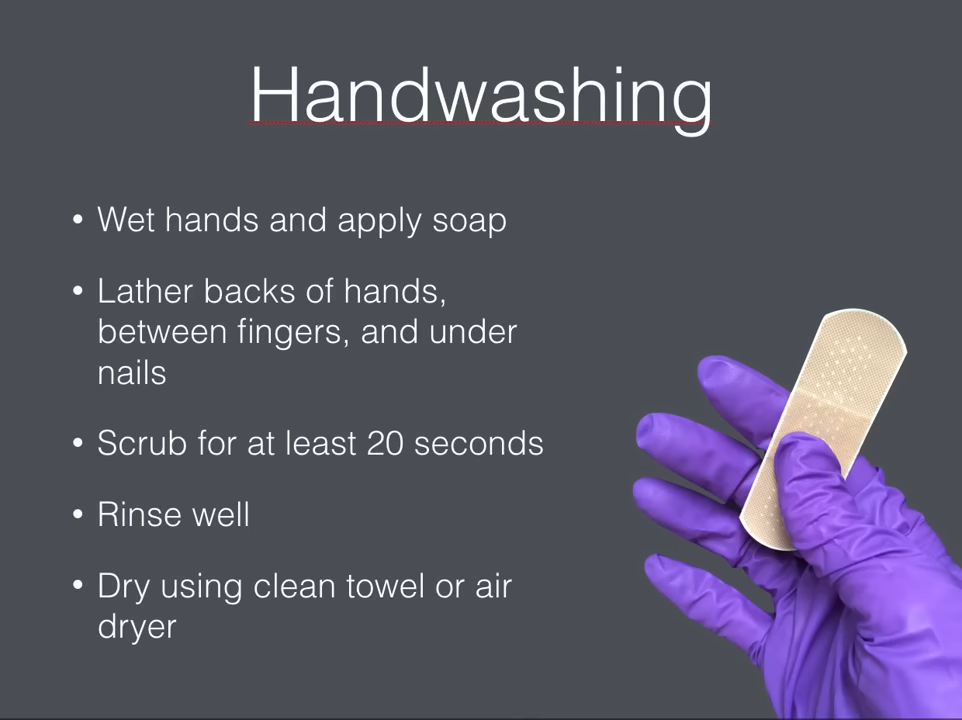 Handwashing
• Wet hands and apply soap
• Lather backs of hands,
between fingers, and under
nails
• Scrub for at least 20 seconds
• Rinse well
• Dry using clean towel or air
dryer